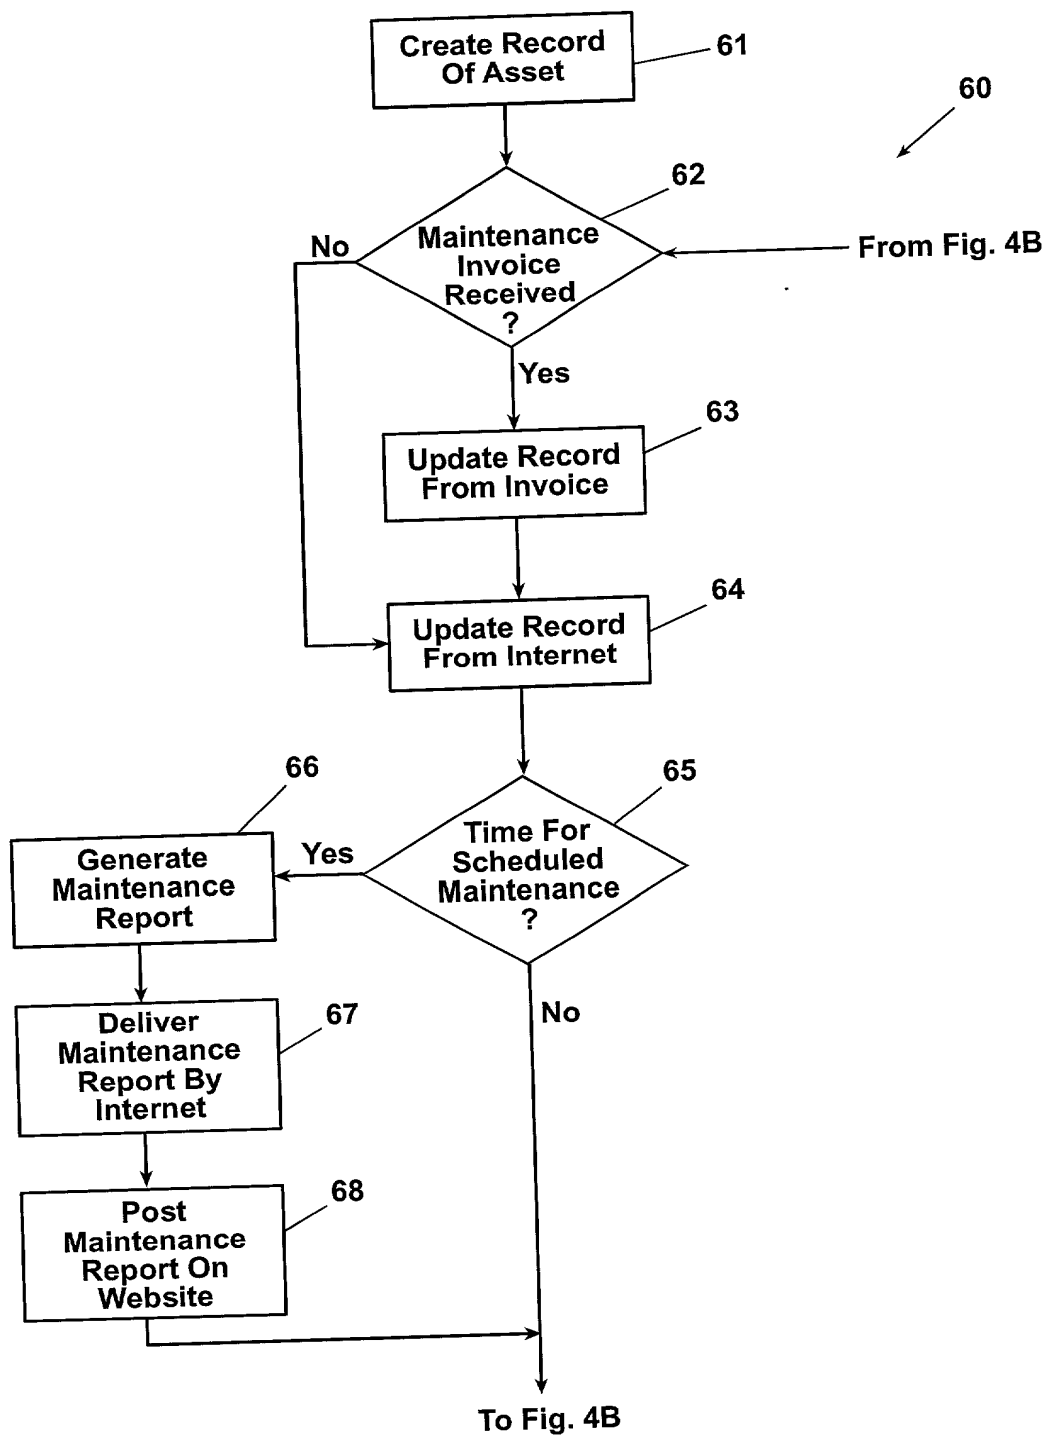 Create Record
Of Asset
61
60
62
No
Maintenance
Invoice
Received
?
From Fig. 4B
Yes
63
Update Record
From Invoice
64
Update Record
From Internet
66
65
Generate
Maintenance
Report
Yes
Time For
Scheduled
Maintenance
?
No
67
Deliver
Maintenance
Report By
Internet
68
Post
Maintenance
Report On
Website
To Fig. 4B